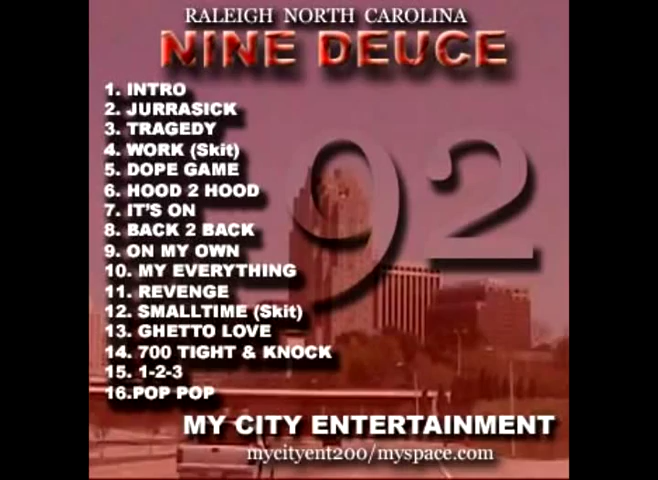 RALEIGH NORTH CAROLINA
NINE DEUCE
92
1. INTRO
2. JURRASICK
3. TRAGEDY
4. WORK (Skit)
5. DOPE GAME
6. HOOD 2 HOOD
7. IT'S ON
8. BACK 2 BACK
9. ON MY OWN
10. MY EVERYTHING
11. REVENGE
12. SMALLTIME (Skit)
13. GHETTO LOVE
14. 700 TIGHT & KNOCK
15. 1-2-3
16.POP POP
MY CITY ENTERTAINMENT
mycityent200/myspace.com